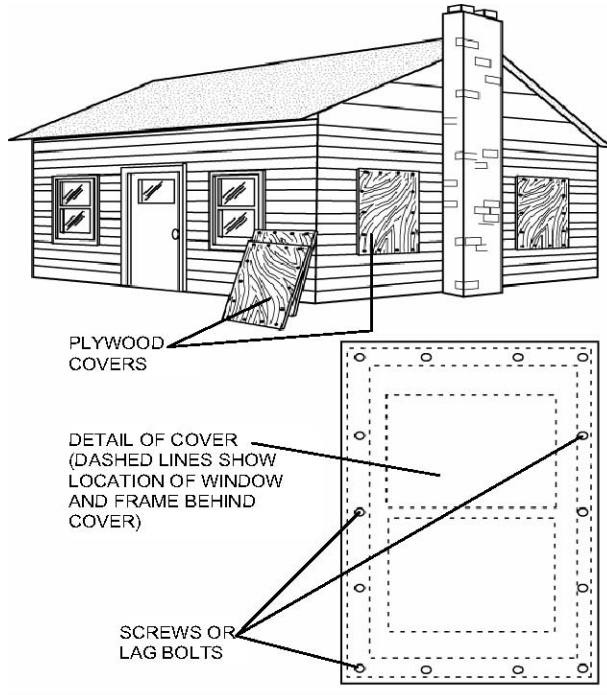 PLYWOOD
COVERS
DETAIL OF COVER
(DASHED LINES SHOW
LOCATION OF WINDOW
AND FRAME BEHIND
COVER)
SCREWS OR
LAG BOLTS